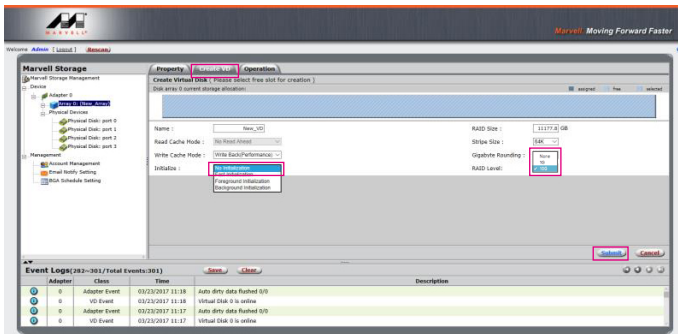 MARVELL
Marvell. Moving Forward Faster
Welcome Admin [ Logout ] [Rescan]
Marvell Storage
Marvell Storage Management
Device
Adapter 0
Array 0: (New_Array)
Physical Devices
Physical Disk: port 0
Physical Disk: port 1
Physical Disk: port 2
Physical Disk: port 3
Management
Account Management
Email Notify Setting
BGA Schedule Setting
Property
Create VD
Operation
Create Virtual Disk ( Please select free slot for creation )
Disk array 0 current storage allocation:
assigned free selected
Name : New_VD RAID Size : 11177.8 GB
Read Cache Mode : No Read Ahead Stripe Size : 64K
Write Cache Mode : Write Back(Performance) Gigabyte Rounding : None
1G
10G
Initialize : No Initialization RAID Level:
Fast Initialization
Foreground Initialization
Background Initialization
Submit Cancel
Event Logs(282~301/Total Events:301) Save Clear
Adapter Class Time Description
0 Adapter Event 03/23/2017 11:18 Auto dirty data flushed 0/0
0 VD Event 03/23/2017 11:18 Virtual Disk 0 is online
0 Adapter Event 03/23/2017 11:17 Auto dirty data flushed 0/0
0 VD Event 03/23/2017 11:17 Virtual Disk 0 is online